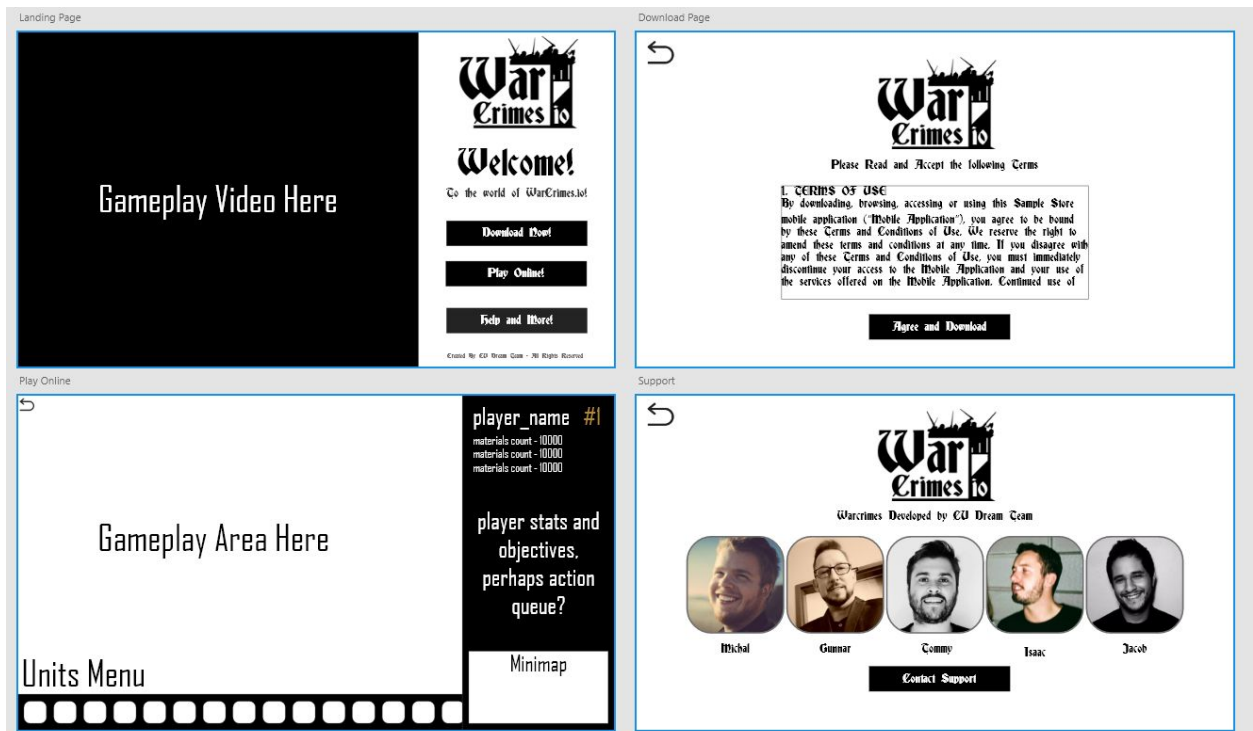 Landing Page
Gameplay Video Here
War
Crimes io
Welcome!
To the world of WarCrimes.io!
Download Now!
Play Online!
Help and More!
Created By EU Dream Team - All Rights Reserved
Download Page
War
Crimes io
Please Read and Accept the following Terms
1. TERMS OF USE
By downloading, browsing, accessing or using this Sample Store
mobile application ("Mobile Application"), you agree to be bound
by these Terms and Conditions of Use. We reserve the right to
amend these terms and conditions at any time. If you disagree with
any of these Terms and Conditions of Use, you must immediately
discontinue your access to the Mobile Application and your use of
the services offered on the Mobile Application. Continued use of
Agree and Download
Play Online
player_name #1
materials count - 10000
materials count - 10000
materials count - 10000
Gameplay Area Here
player stats and
objectives,
perhaps action
queue?
Units Menu
Minimap
Support
War
Crimes io
Warcrimes Developed by EU Dream Team
Michal Gunnar Tommy Isaac Jacob
Contact Support